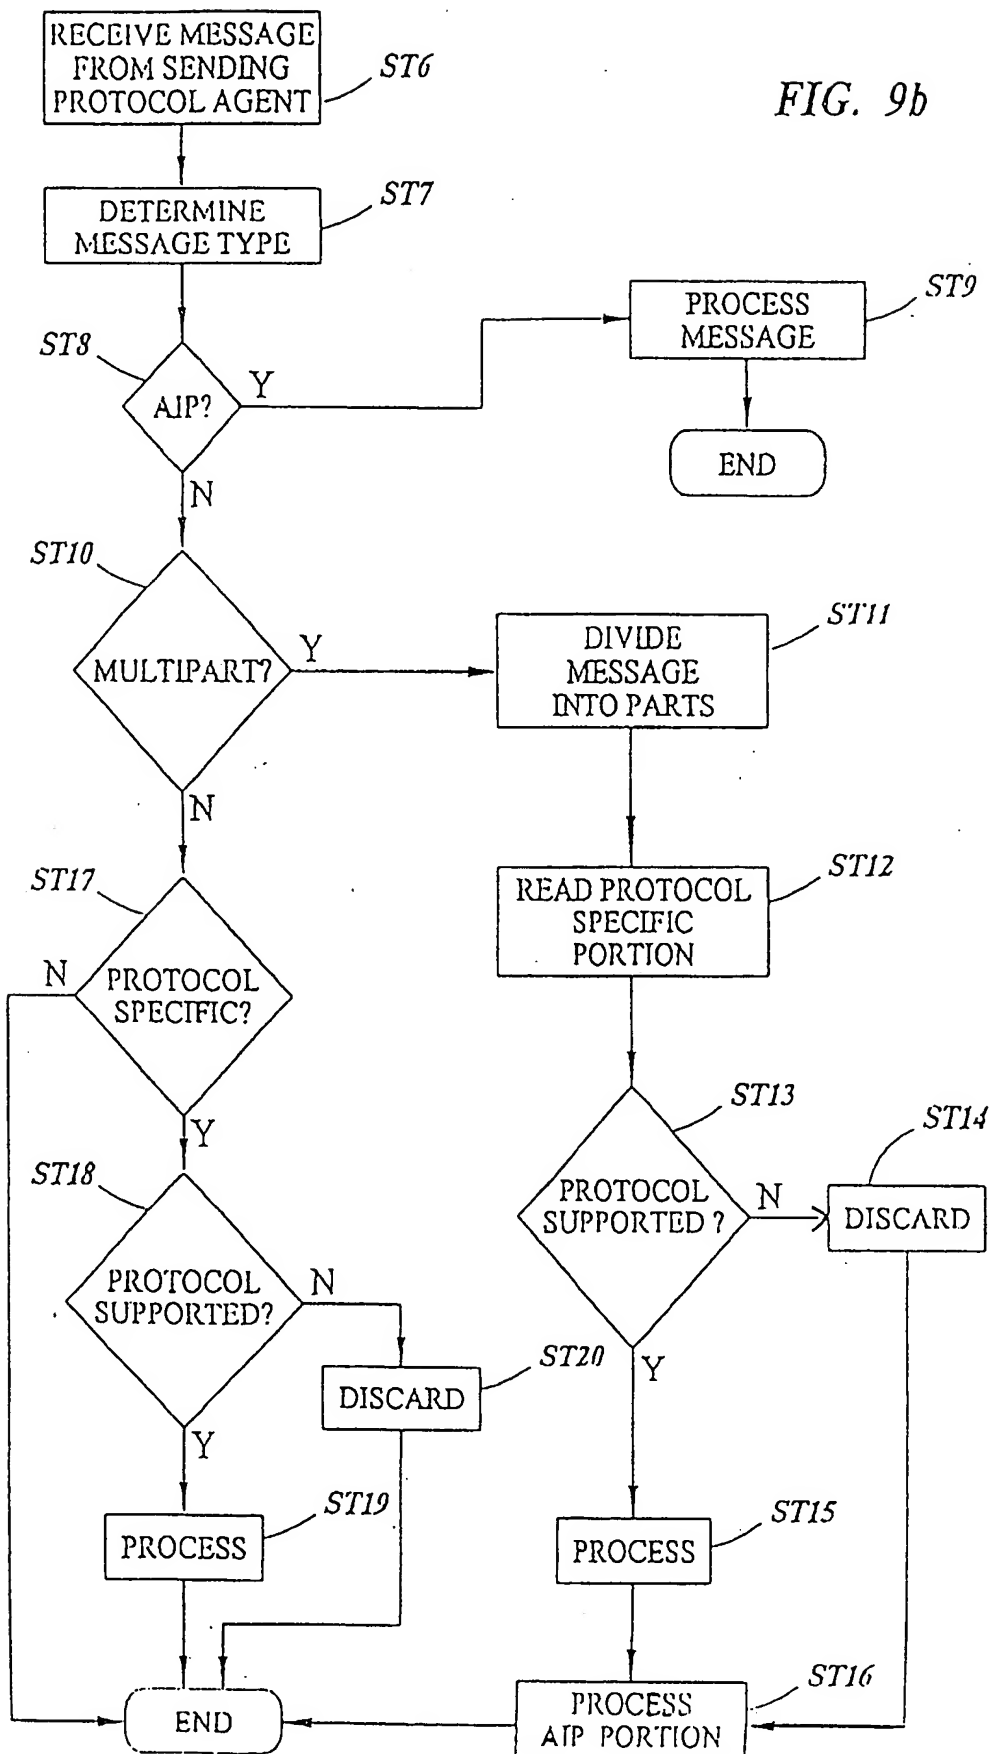 RECEIVE MESSAGE
FROM SENDING
PROTOCOL AGENT
ST6
FIG. 9b
DETERMINE
MESSAGE TYPE
ST7
PROCESS
MESSAGE
ST9
ST8
AIP?
Y
N
END
ST10
MULTIPART?
Y
N
DIVIDE
MESSAGE
INTO PARTS
ST11
READ PROTOCOL
SPECIFIC
PORTION
ST12
ST17
N
PROTOCOL
SPECIFIC?
Y
ST13
PROTOCOL
SUPPORTED ?
N
Y
ST14
DISCARD
ST18
PROTOCOL
SUPPORTED?
N
Y
ST20
DISCARD
ST19
PROCESS
ST15
PROCESS
ST16
PROCESS
AIP PORTION
END